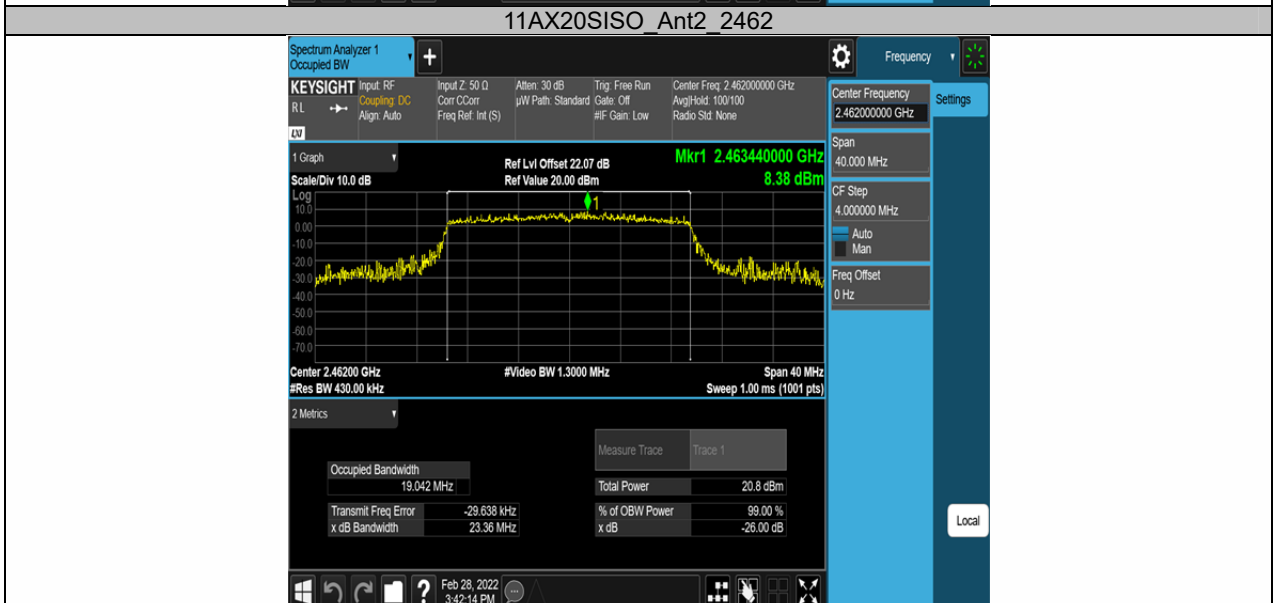 11AX20SISO_Ant2_2462
Spectrum Analyzer 1
Occupied BW
+
Frequency
KEYSIGHT
RL
LXI
Input: RF
Coupling: DC
Align: Auto
Input Z: 50 Ω
Corr CCorr
Freq Ref: Int (S)
Atten: 30 dB
µW Path: Standard
Trig: Free Run
Gate: Off
#IF Gain: Low
Center Freq: 2.462000000 GHz
Avg|Hold: 100/100
Radio Std: None
Center Frequency
2.462000000 GHz
Settings
Span
40.000 MHz
CF Step
4.000000 MHz
Auto
Man
Freq Offset
0 Hz
Local
1 Graph
Scale/Div 10.0 dB
Ref Lvl Offset 22.07 dB
Ref Value 20.00 dBm
Mkr1 2.463440000 GHz
8.38 dBm
Log
1
10.0
0.00
-10.0
-20.0
-30.0
-40.0
-50.0
-60.0
-70.0
Center 2.46200 GHz
#Video BW 1.3000 MHz
Span 40 MHz
#Res BW 430.00 kHz
Sweep 1.00 ms (1001 pts)
2 Metrics
Measure Trace Trace 1
Occupied Bandwidth
19.042 MHz
Total Power 20.8 dBm
Transmit Freq Error -29.638 kHz
% of OBW Power 99.00 %
x dB Bandwidth 23.36 MHz
x dB -26.00 dB
?
Feb 28, 2022
3:42:14 PM